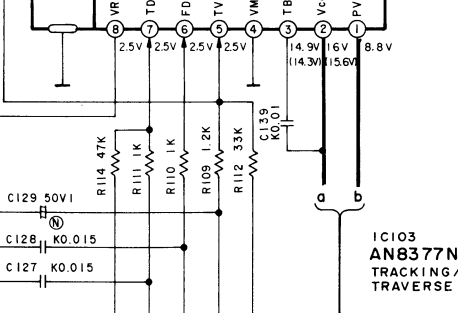 VR TD FD TV VM TB Vc PV
8 7 6 5 4 3 2 1
2.5V 2.5V 2.5V 2.5V 14.9V 16V 8.8V
(14.3V) (15.6V)
R114 47K
R111 1K
R110 1K
R109 1.2K
R112 33K
C139
K0.01
C129 50V1
N
C128 K0.015
C127 K0.015
a b
IC103
AN8377N
TRACKING/
TRAVERSE